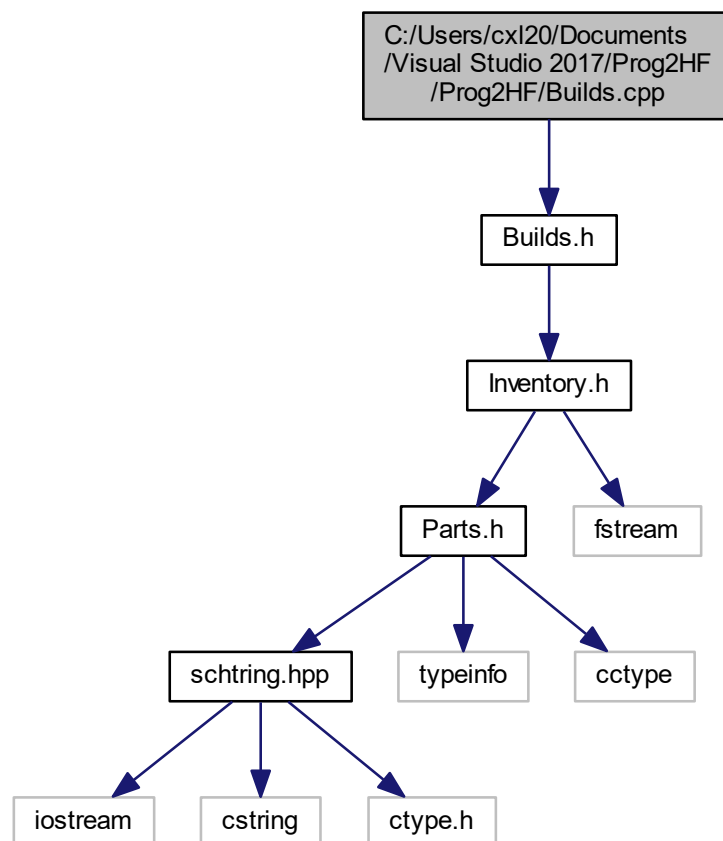 C:/Users/cxl20/Documents
/Visual Studio 2017/Prog2HF
/Prog2HF/Builds.cpp
Builds.h
Inventory.h
Parts.h
fstream
schtring.hpp
typeinfo
cctype
iostream
cstring
ctype.h